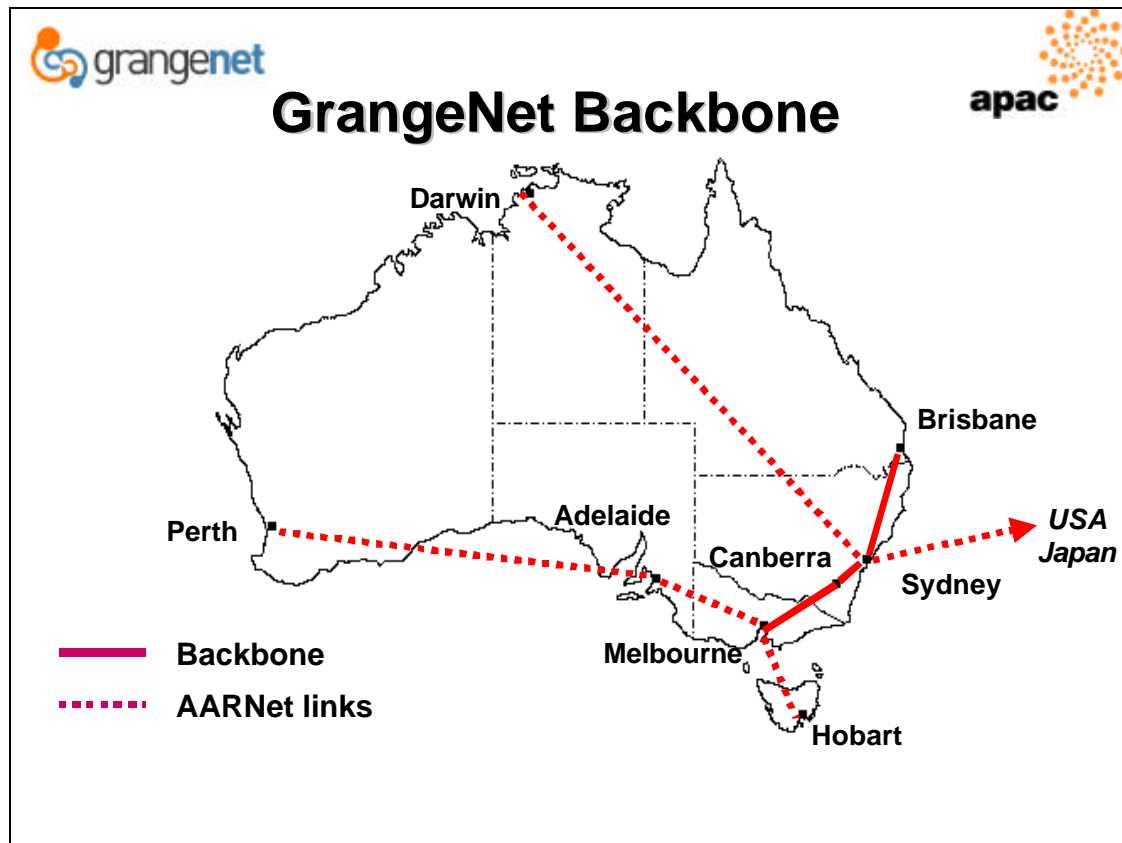 grangenet
apac
GrangeNet Backbone
Darwin
Brisbane
Adelaide
Perth
USA
Japan
Canberra
Sydney
Melbourne
Backbone
AARNet links
Hobart